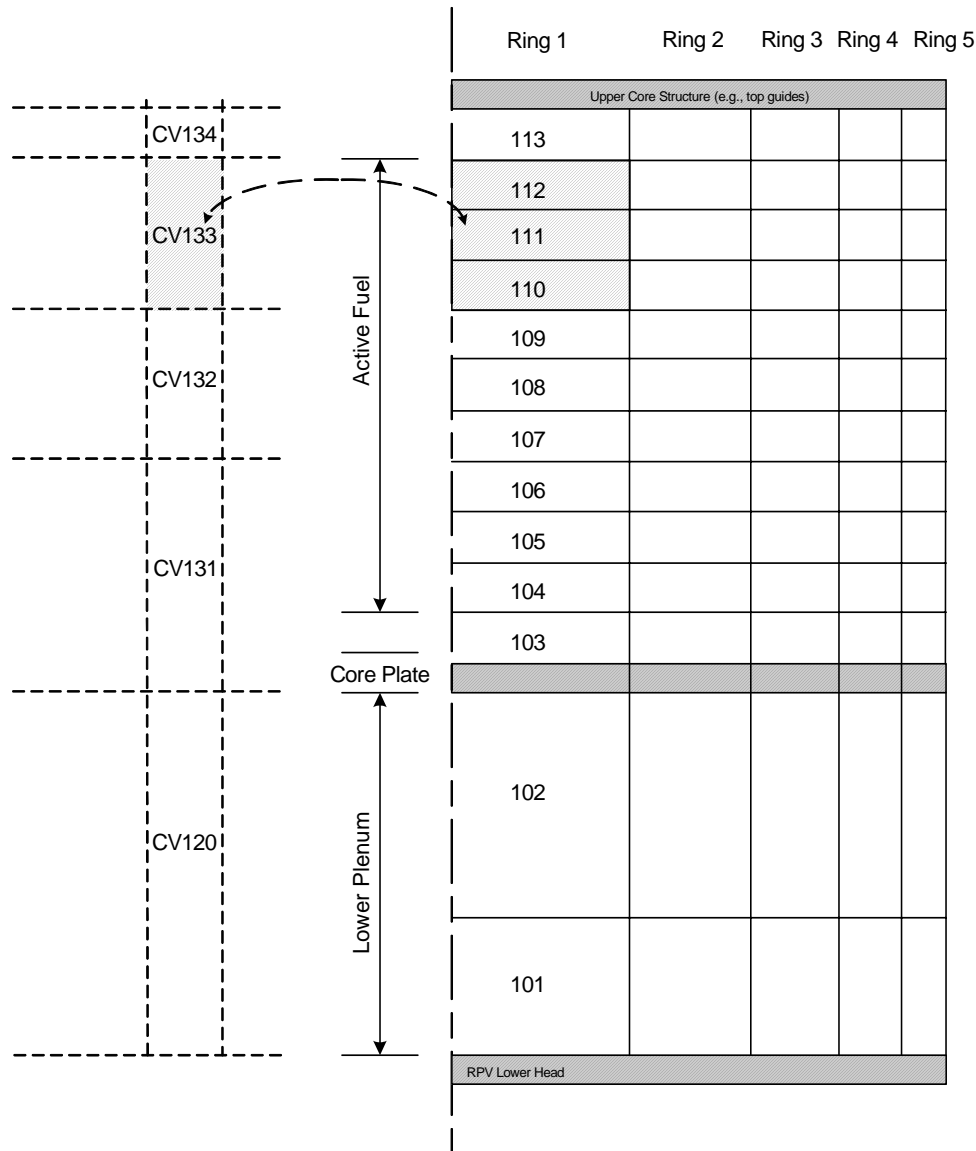 Ring 1 Ring 2 Ring 3 Ring 4 Ring 5
Upper Core Structure (e.g., top guides)
CV134
CV133
CV132
CV131
CV120
Active Fuel
Core Plate
Lower Plenum
113
112
111
110
109
108
107
106
105
104
103
102
101
RPV Lower Head